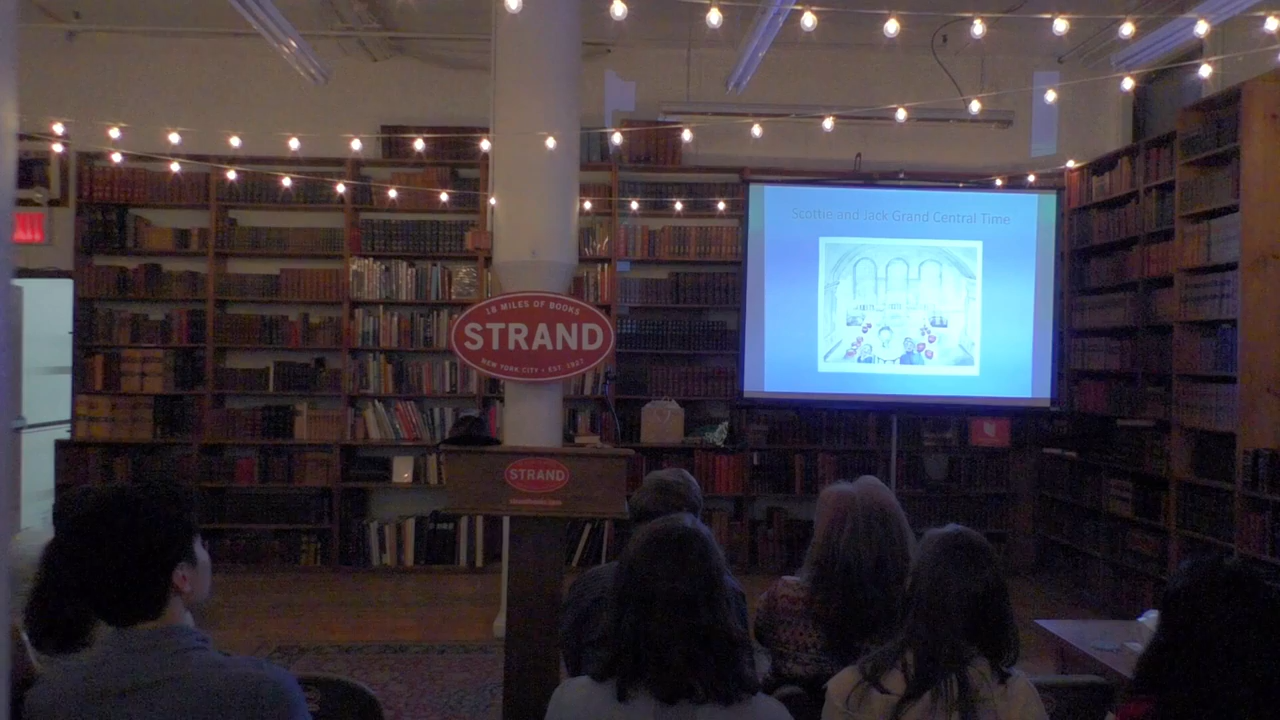 Scottie and Jack Grand Central Time
18 MILES OF BOOKS
STRAND
NEW YORK CITY • EST. 1927
STRAND